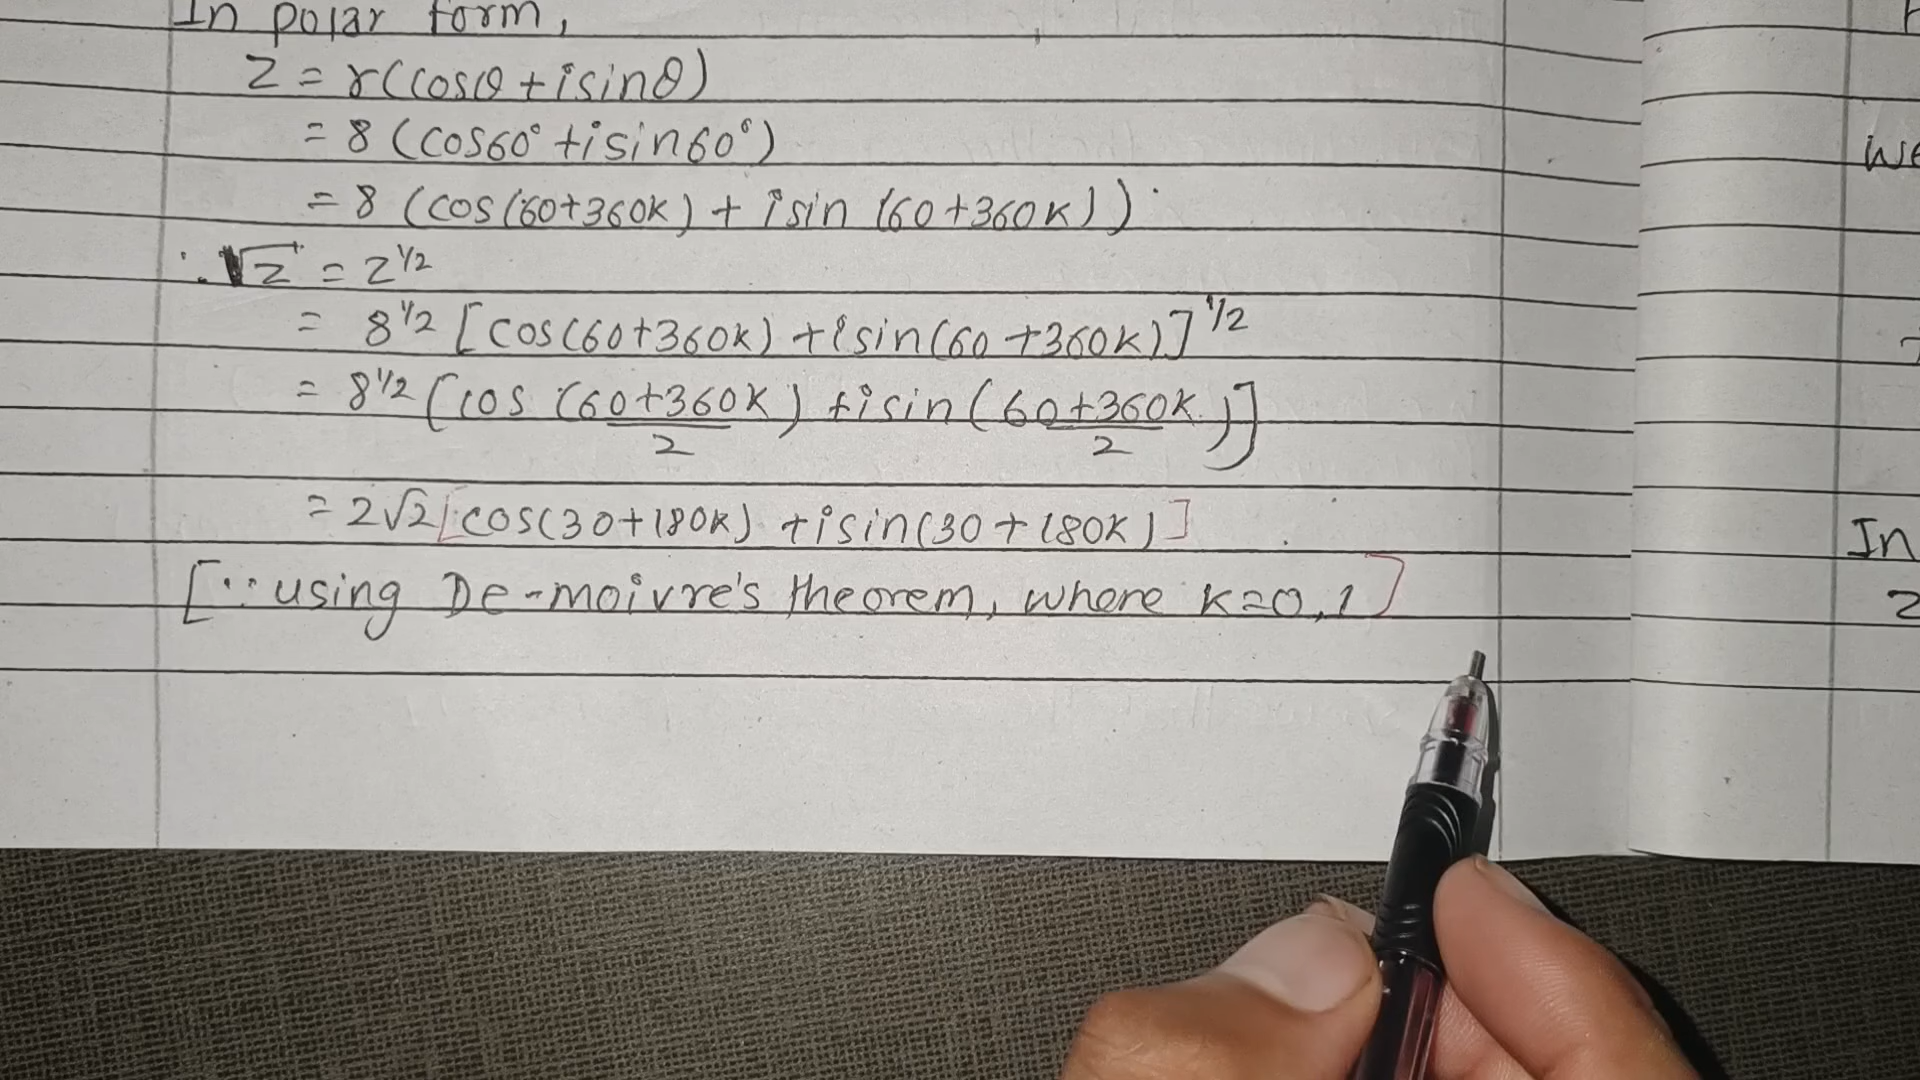 In polar form,
z = r(cosθ + isinθ)
= 8 (cos60° + isin60°)
= 8 (cos(60+360k) + isin (60+360k))
∴ √z = z^1/2
= 8^1/2 [cos(60+360k) + isin(60+360k)]^1/2
= 8^1/2 [cos (60+360k)/2 + isin (60+360k)/2]
= 2√2[cos(30+180k) + isin(30+180k)]
[∵ using De-moivre's theorem, where k=0,1]
we
In
z